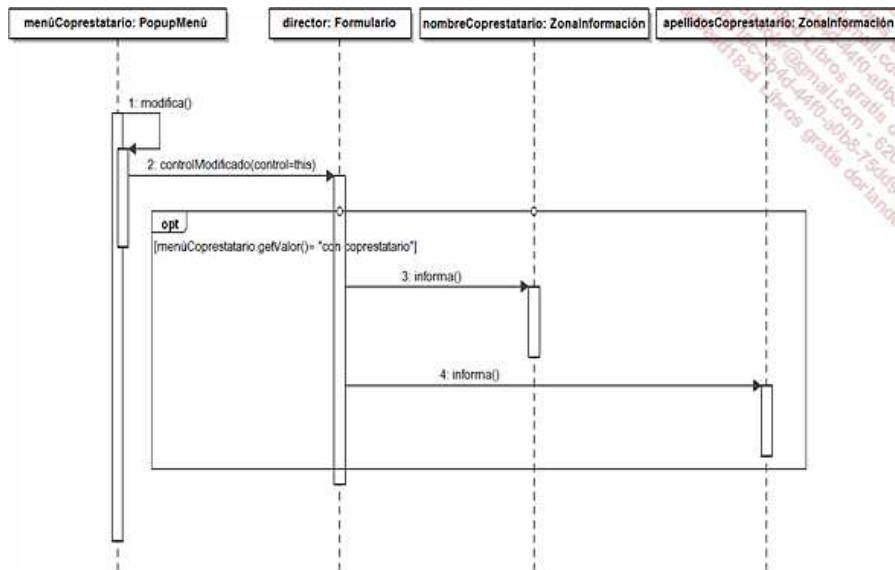 menúCoprestatario: PopupMenú
director: Formulario
nombreCoprestatario: ZonaInformación
apellidosCoprestatario: ZonaInformación
1: modifica()
2: controlModificado(control=this)
opt
[menúCoprestatario.getValor()= "con coprestatario"]
3: informa()
4: informa()